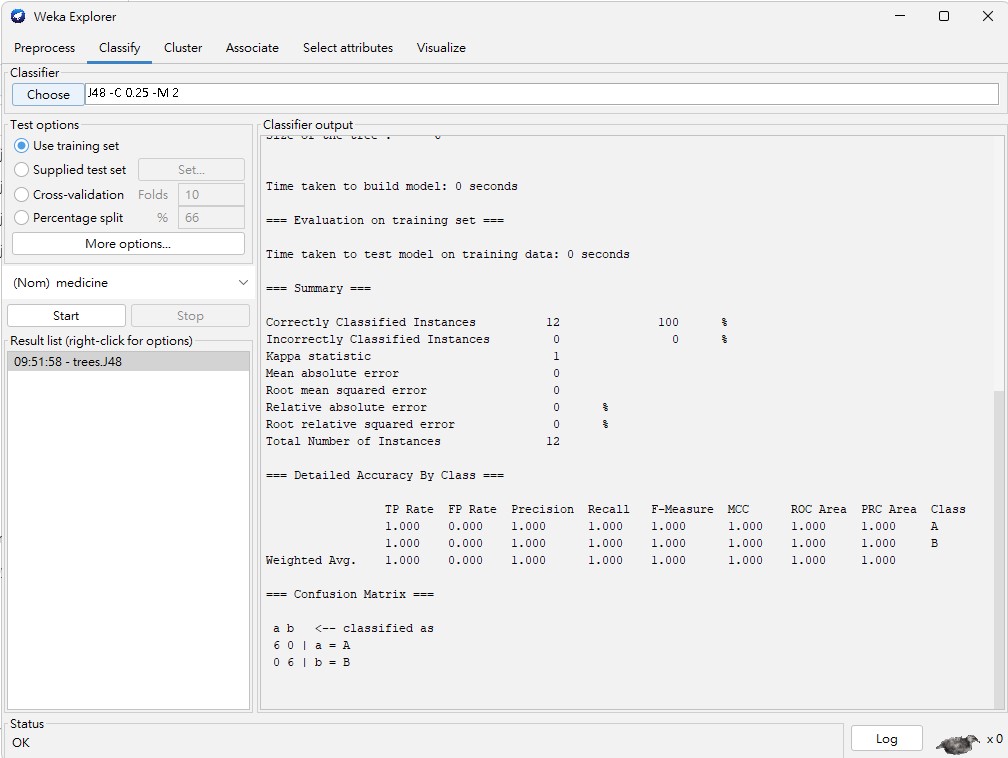 Weka Explorer
Preprocess Classify Cluster Associate Select attributes Visualize
Classifier
Choose J48 -C 0.25 -M 2
Test options
Use training set
Supplied test set Set...
Cross-validation Folds 10
Percentage split % 66
More options...
(Nom) medicine
Start Stop
Result list (right-click for options)
09:51:58 - trees.J48
Classifier output
Size of the tree :
Time taken to build model: 0 seconds
=== Evaluation on training set ===
Time taken to test model on training data: 0 seconds
=== Summary ===
Correctly Classified Instances 12 100 %
Incorrectly Classified Instances 0 0 %
Kappa statistic 1
Mean absolute error 0
Root mean squared error 0
Relative absolute error 0 %
Root relative squared error 0 %
Total Number of Instances 12
=== Detailed Accuracy By Class ===
TP Rate FP Rate Precision Recall F-Measure MCC ROC Area PRC Area Class
1.000 0.000 1.000 1.000 1.000 1.000 1.000 1.000 A
1.000 0.000 1.000 1.000 1.000 1.000 1.000 1.000 B
Weighted Avg. 1.000 0.000 1.000 1.000 1.000 1.000 1.000 1.000
=== Confusion Matrix ===
a b <-- classified as
6 0 | a = A
0 6 | b = B
Status
OK
Log
x 0